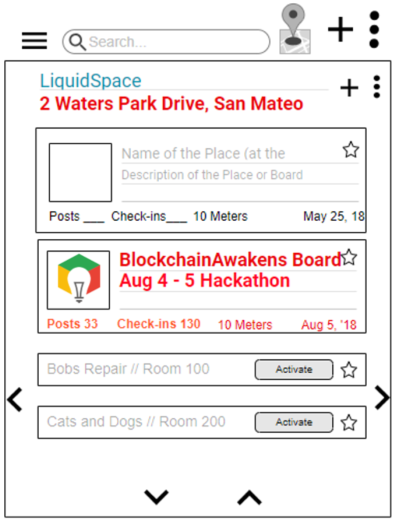 Search...
LiquidSpace
2 Waters Park Drive, San Mateo
Name of the Place (at the
Description of the Place or Board
Posts ___ Check-ins___ 10 Meters May 25, 18
BlockchainAwakens Board
Aug 4 - 5 Hackathon
Posts 33 Check-ins 130 10 Meters Aug 5, '18
Bobs Repair // Room 100 Activate
Cats and Dogs // Room 200 Activate